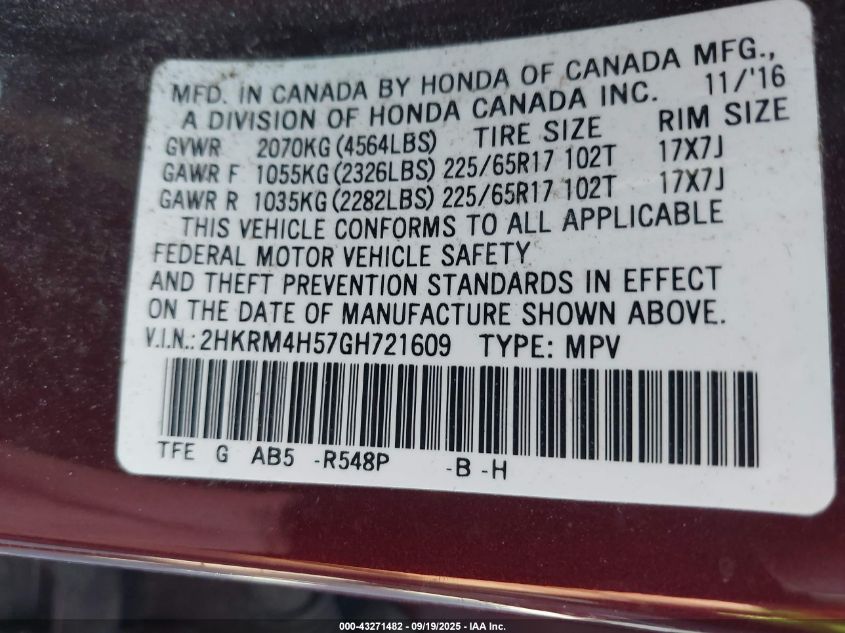 MFD. IN CANADA BY HONDA OF CANADA MFG.,
A DIVISION OF HONDA CANADA INC. 11/'16
GVWR 2070KG (4564LBS) TIRE SIZE RIM SIZE
GAWR F 1055KG (2326LBS) 225/65R17 102T 17X7J
GAWR R 1035KG (2282LBS) 225/65R17 102T 17X7J
THIS VEHICLE CONFORMS TO ALL APPLICABLE
FEDERAL MOTOR VEHICLE SAFETY
AND THEFT PREVENTION STANDARDS IN EFFECT
ON THE DATE OF MANUFACTURE SHOWN ABOVE.
V.I.N.: 2HKRM4H57GH721609 TYPE: MPV
TFE G AB5 -R548P -B -H
000-43271482 - 09/19/2025 - IAA Inc.